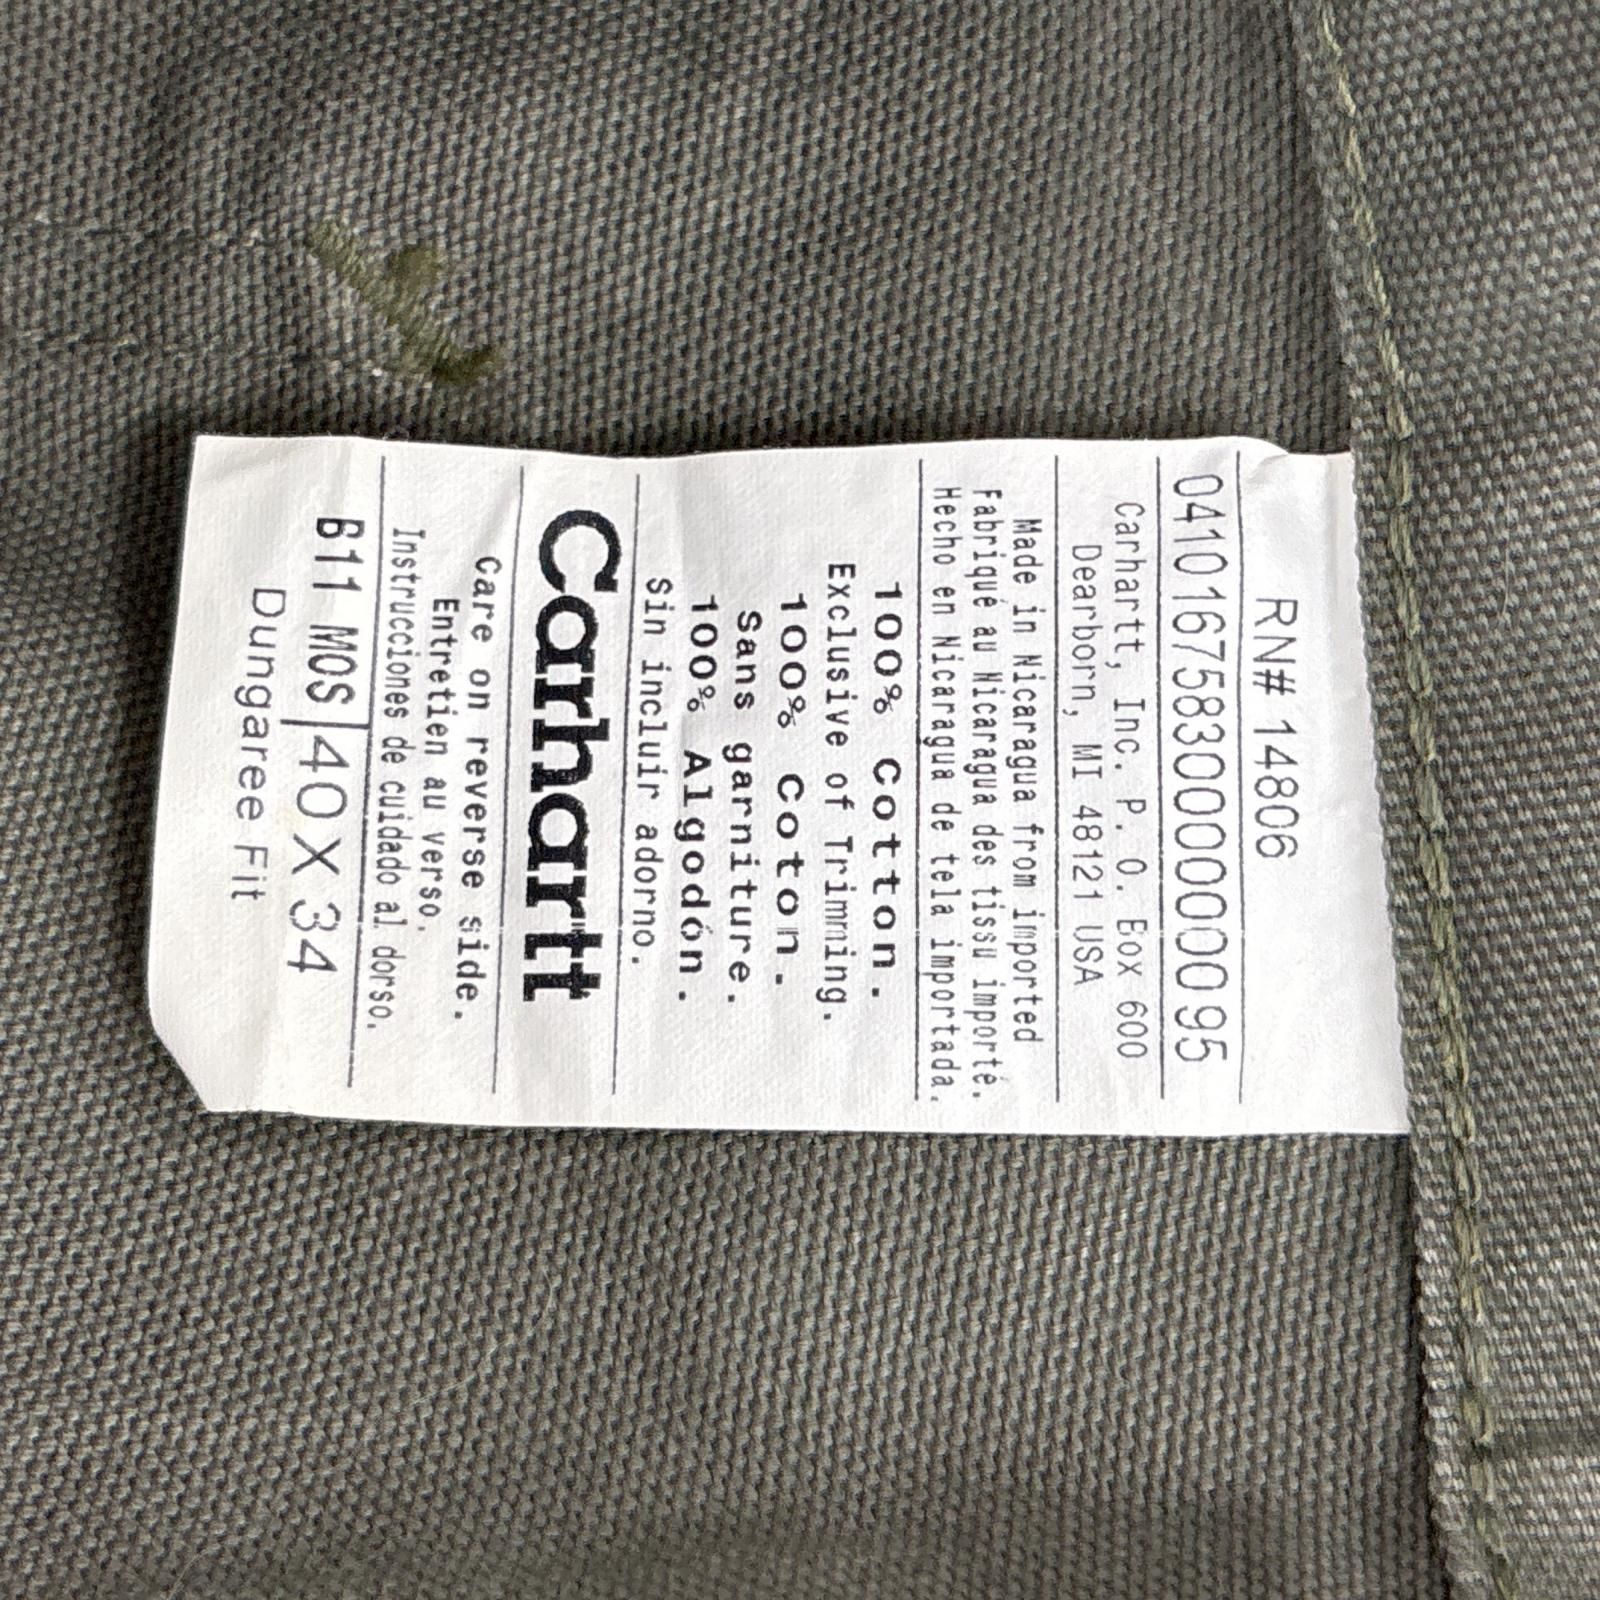 RN# 14806
0410167583000000095
Carhartt, Inc. P. O. Box 600
Dearborn, MI 48121 USA
Made in Nicaragua from imported
Fabriqué au Nicaragua des tissu importé.
Hecho en Nicaragua de tela importada.
100% Cotton.
Exclusive of Trimming.
100% Coton.
Sans garniture.
100% Algodón.
Sin incluir adorno.
Carhartt
Care on reverse side.
Entretien au verso.
Instrucciones de cuidado al dorso.
B11 MOS 40 X 34
Dungaree Fit